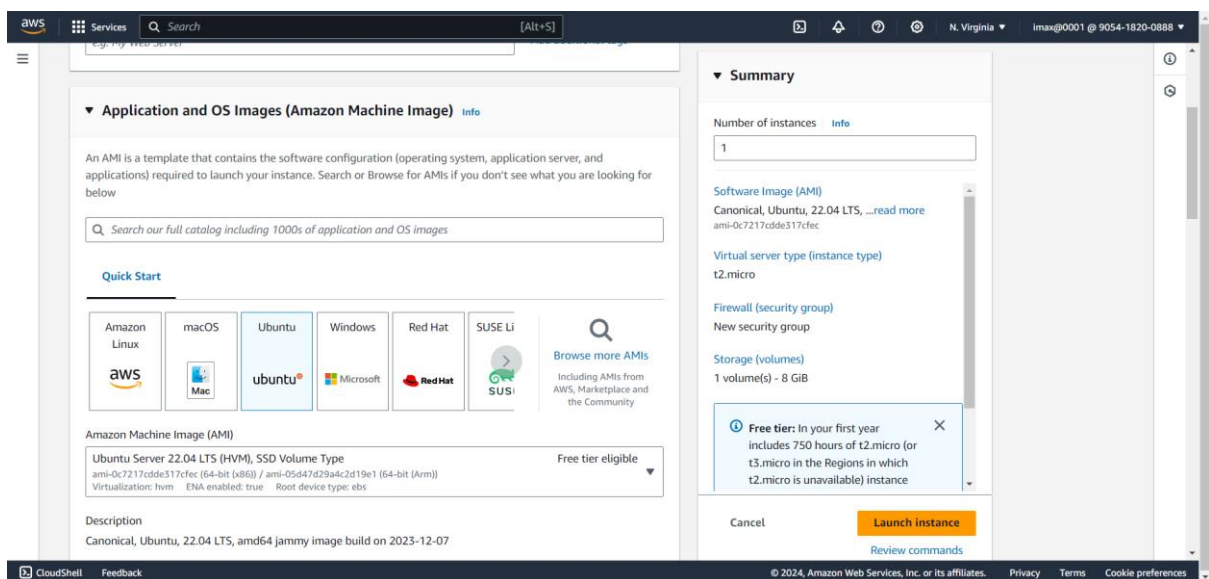 aws
Services
Search
[Alt+S]
N. Virginia
imax@0001 @ 9054-1820-0888
e.g. My Web Server
Add additional tags
Application and OS Images (Amazon Machine Image) Info
An AMI is a template that contains the software configuration (operating system, application server, and
applications) required to launch your instance. Search or Browse for AMIs if you don't see what you are looking for
below
Search our full catalog including 1000s of application and OS images
Quick Start
Amazon
Linux
aws
macOS
Mac
Ubuntu
ubuntu
Windows
Microsoft
Red Hat
Red Hat
SUSE Li
SUS
Browse more AMIs
Including AMIs from
AWS, Marketplace and
the Community
Amazon Machine Image (AMI)
Ubuntu Server 22.04 LTS (HVM), SSD Volume Type
Free tier eligible
ami-0c7217cdde317cfec (64-bit (x86)) / ami-05d47d29a4c2d19e1 (64-bit (Arm))
Virtualization: hvm ENA enabled: true Root device type: ebs
Description
Canonical, Ubuntu, 22.04 LTS, amd64 jammy image build on 2023-12-07
Summary
Number of instances Info
1
Software Image (AMI)
Canonical, Ubuntu, 22.04 LTS, ...read more
ami-0c7217cdde317cfec
Virtual server type (instance type)
t2.micro
Firewall (security group)
New security group
Storage (volumes)
1 volume(s) - 8 GiB
Free tier: In your first year
includes 750 hours of t2.micro (or
t3.micro in the Regions in which
t2.micro is unavailable) instance
Cancel
Launch instance
Review commands
CloudShell
Feedback
© 2024, Amazon Web Services, Inc. or its affiliates.
Privacy
Terms
Cookie preferences